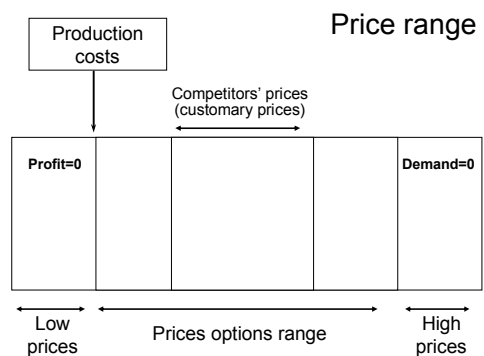 Price range
Production
costs
Competitors' prices
(customary prices)
Profit=0
Demand=0
Low
prices
Prices options range
High
prices